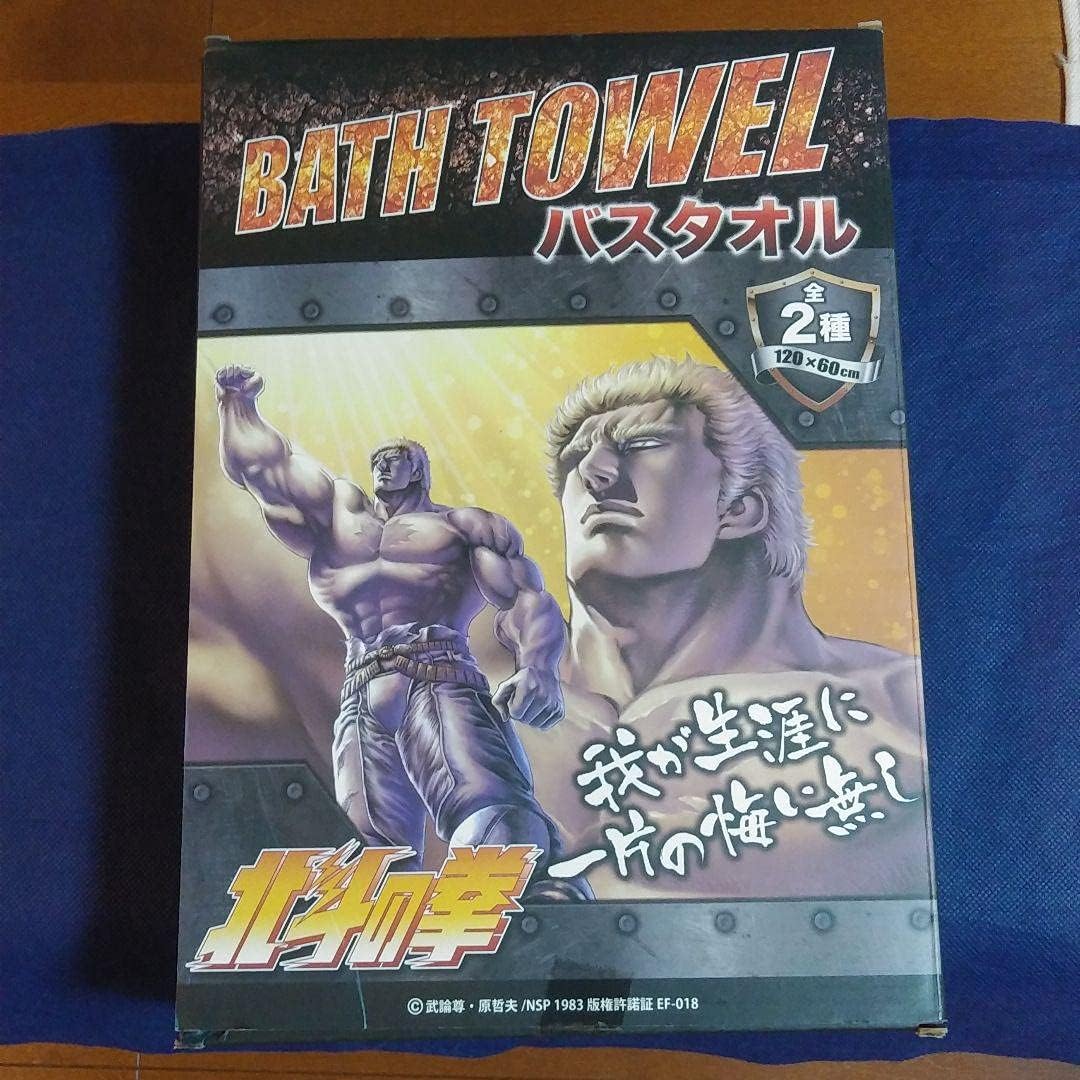 BATH TOWEL
バスタオル
全
2種
120×60cm
我が生涯に
一片の悔い無し
北斗の拳
©武論尊・原哲夫/NSP 1983 版権許諾証 EF-018